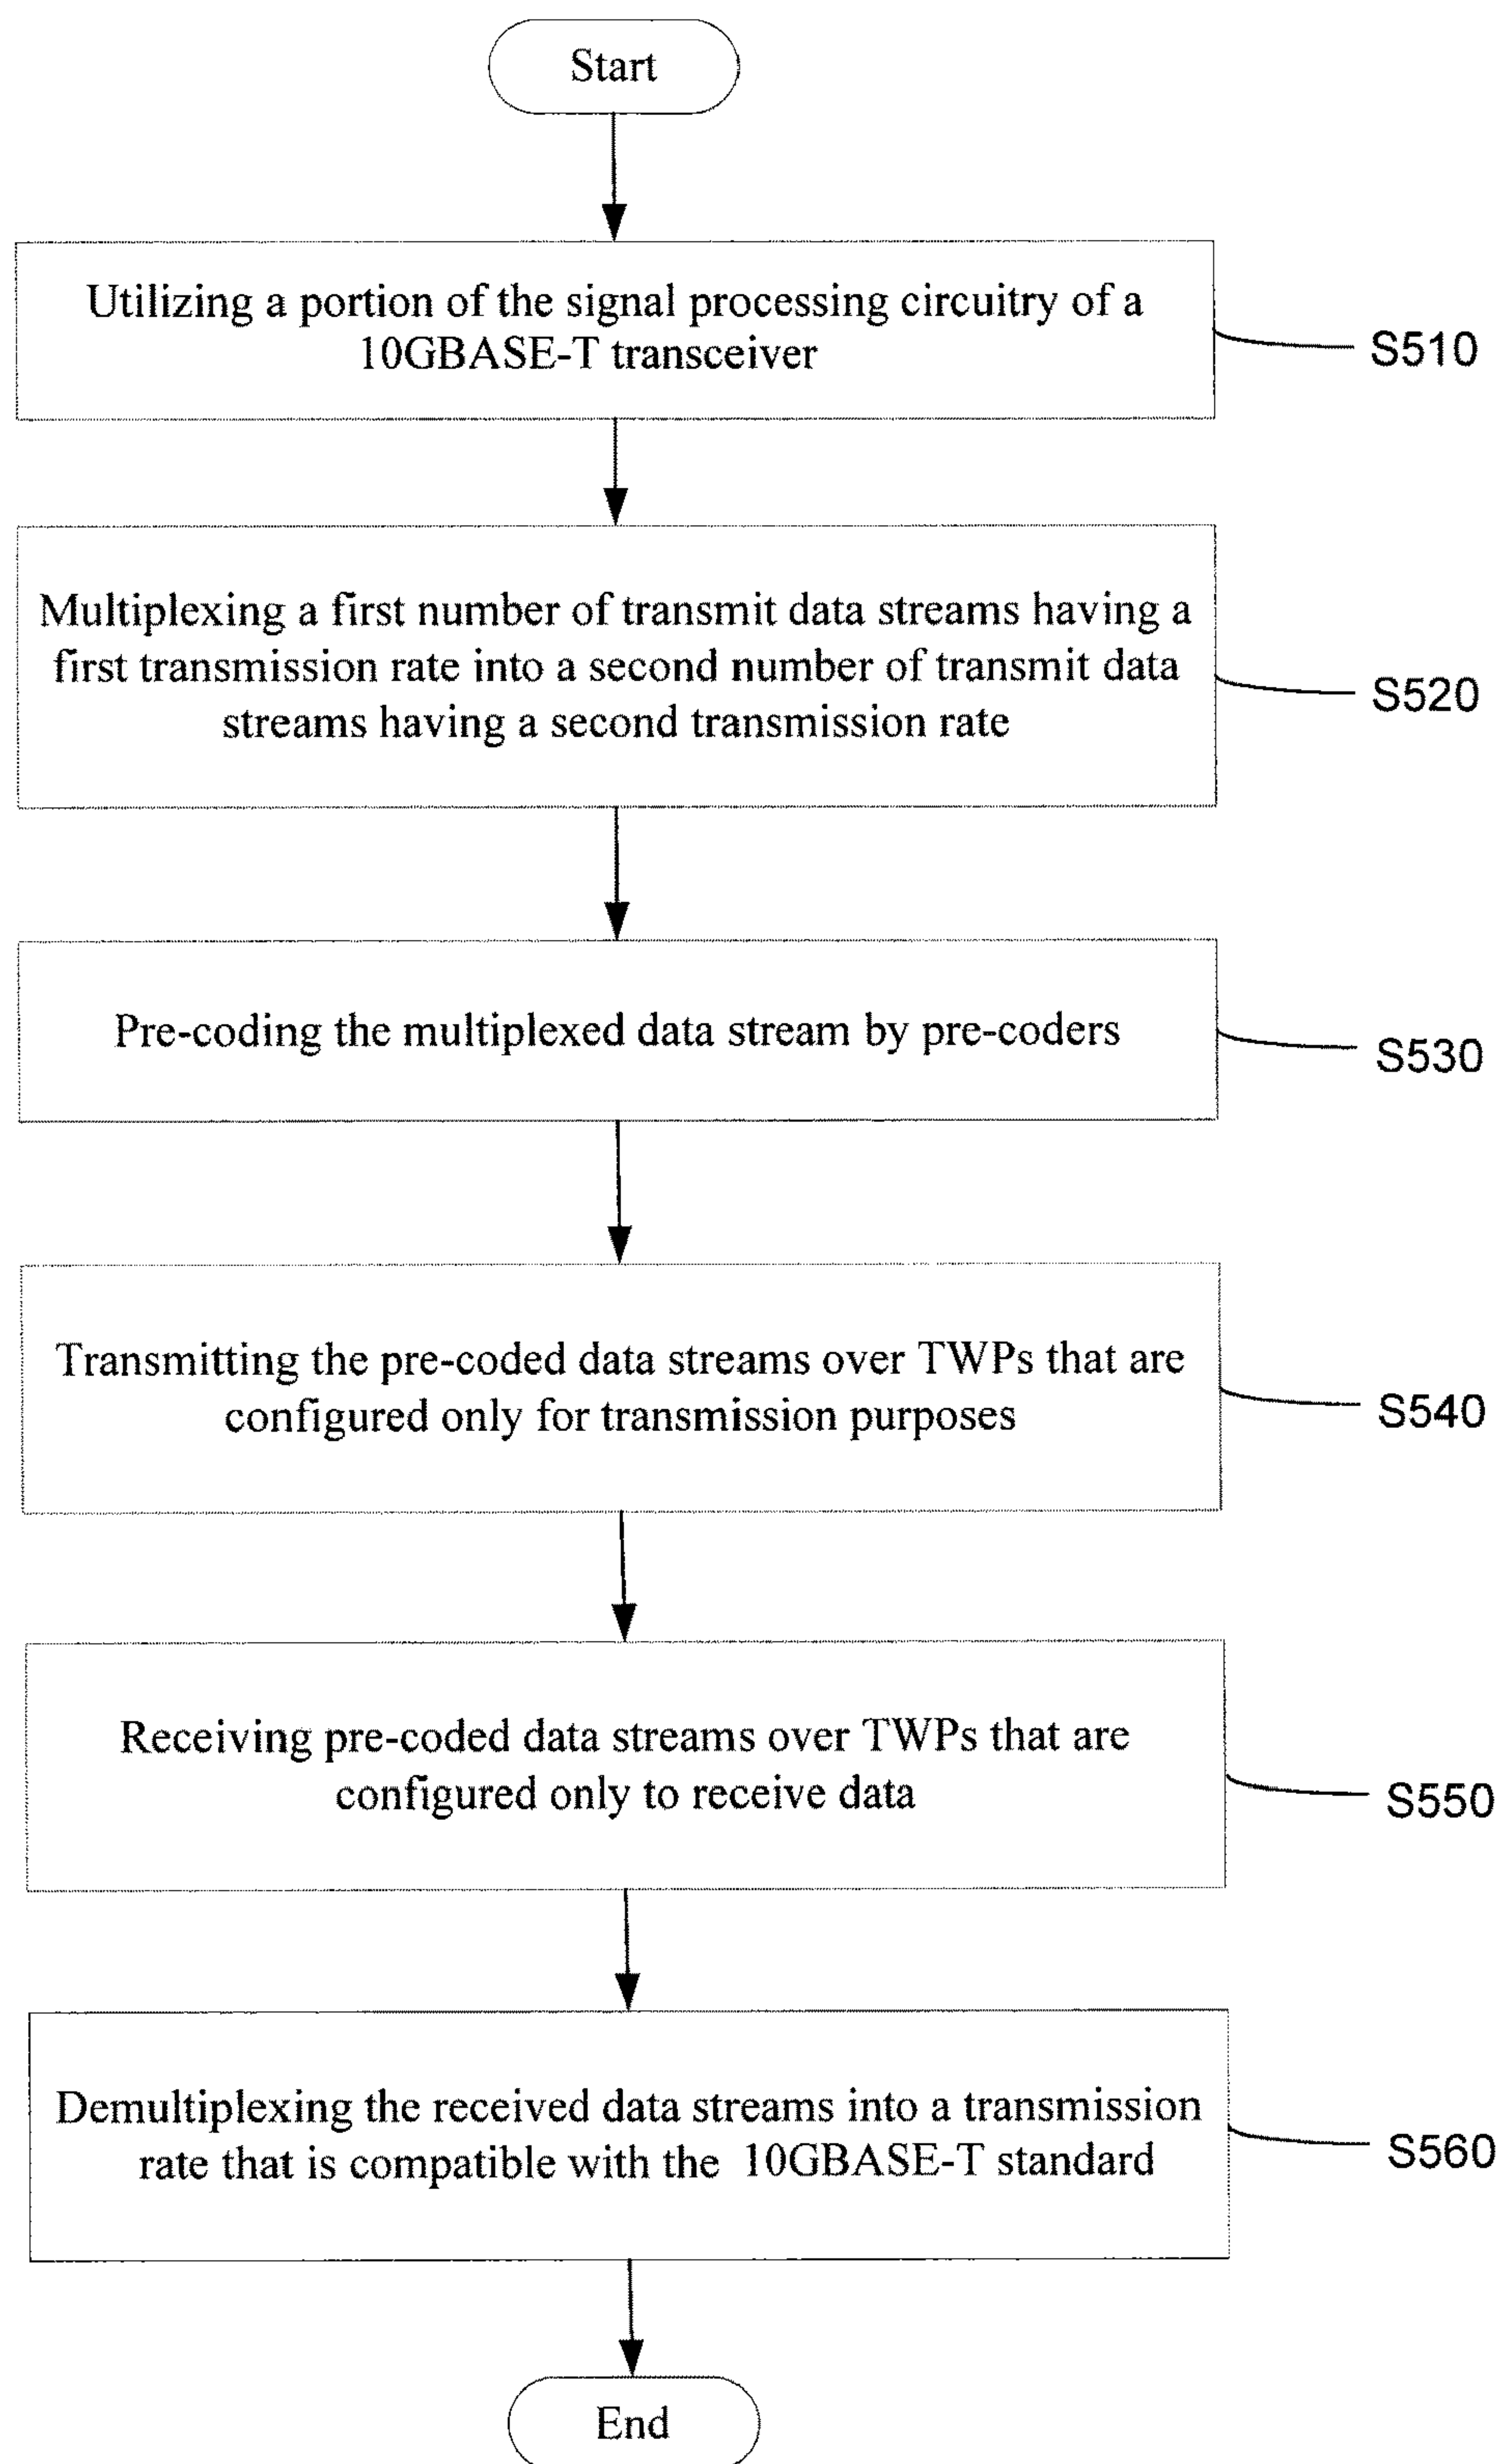 Start
Utilizing a portion of the signal processing circuitry of a
10GBASE-T transceiver
S510
Multiplexing a first number of transmit data streams having a
first transmission rate into a second number of transmit data
streams having a second transmission rate
S520
Pre-coding the multiplexed data stream by pre-coders
S530
Transmitting the pre-coded data streams over TWPs that are
configured only for transmission purposes
S540
Receiving pre-coded data streams over TWPs that are
configured only to receive data
S550
Demultiplexing the received data streams into a transmission
rate that is compatible with the 10GBASE-T standard
S560
End